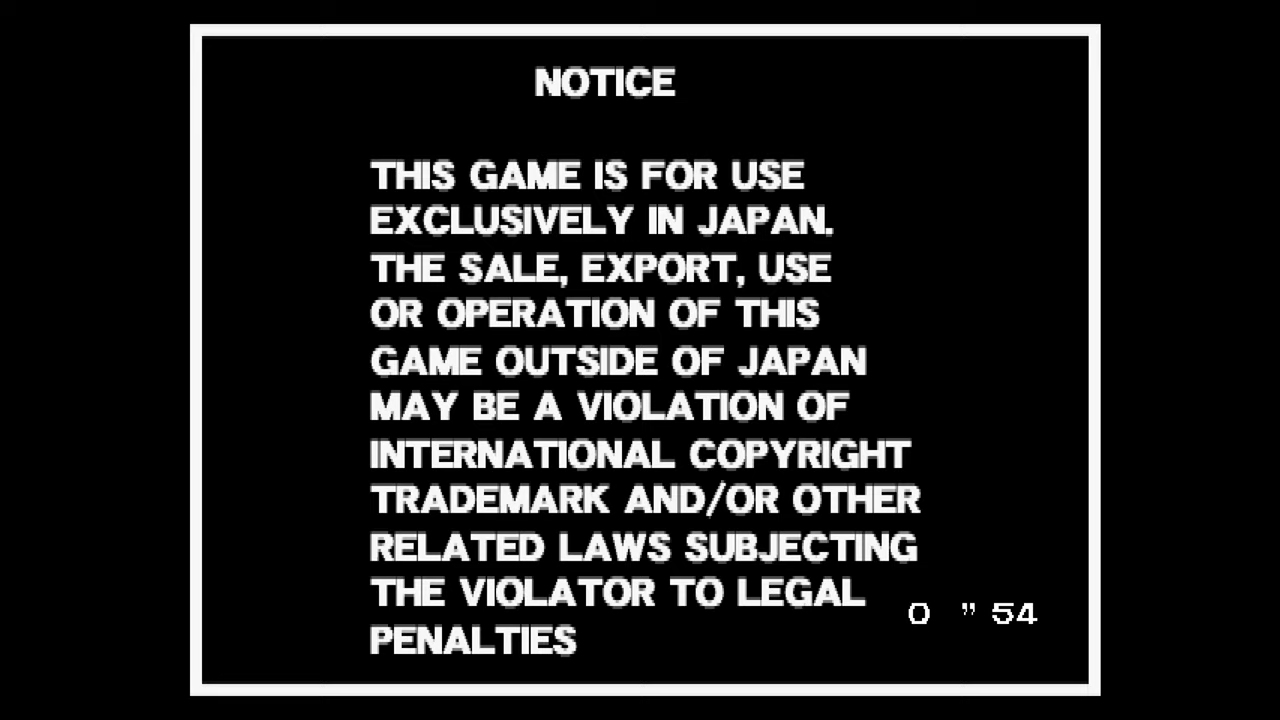 NOTICE
THIS GAME IS FOR USE
EXCLUSIVELY IN JAPAN.
THE SALE, EXPORT, USE
OR OPERATION OF THIS
GAME OUTSIDE OF JAPAN
MAY BE A VIOLATION OF
INTERNATIONAL COPYRIGHT
TRADEMARK AND/OR OTHER
RELATED LAWS SUBJECTING
THE VIOLATOR TO LEGAL
PENALTIES
0 " 54